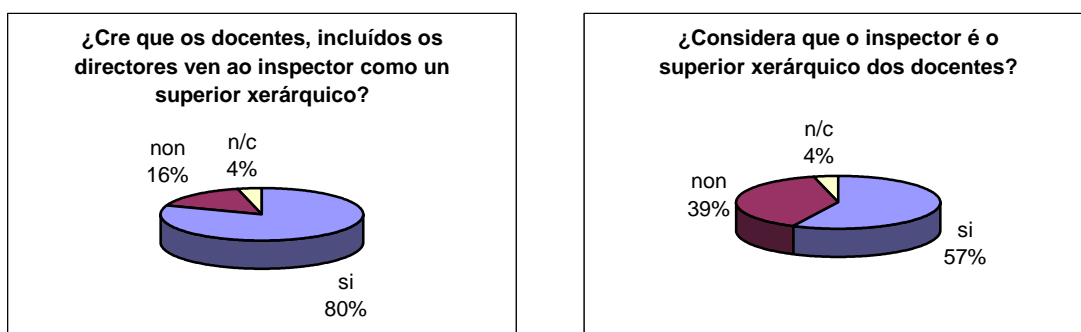 ¿Cre que os docentes, incluídos os
directores ven ao inspector como un
superior xerárquico?
n/c
4%
non
16%
si
80%
¿Considera que o inspector é o
superior xerárquico dos docentes?
n/c
4%
non
39%
si
57%